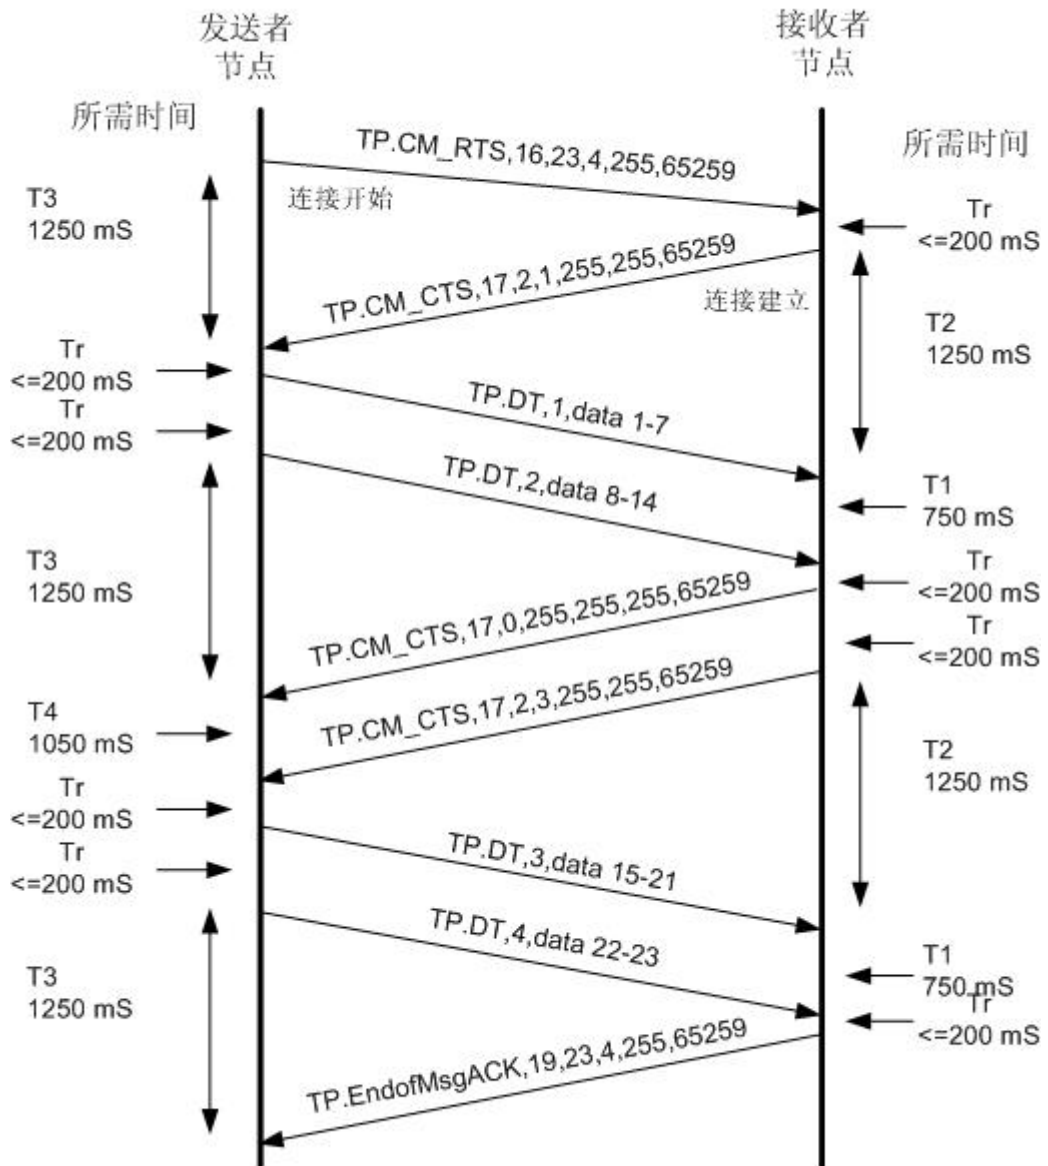 发送者
节点
接收者
节点
所需时间
所需时间
TP.CM_RTS,16,23,4,255,65259
连接开始
T3
1250 mS
Tr
<=200 mS
TP.CM_CTS,17,2,1,255,255,65259
连接建立
T2
1250 mS
Tr
<=200 mS
TP.DT,1,data 1-7
Tr
<=200 mS
TP.DT,2,data 8-14
T1
750 mS
T3
1250 mS
Tr
<=200 mS
TP.CM_CTS,17,0,255,255,255,65259
Tr
<=200 mS
TP.CM_CTS,17,2,3,255,255,65259
T4
1050 mS
T2
1250 mS
Tr
<=200 mS
TP.DT,3,data 15-21
Tr
<=200 mS
TP.DT,4,data 22-23
T1
750 mS
T3
1250 mS
Tr
<=200 mS
TP.EndofMsgACK,19,23,4,255,65259